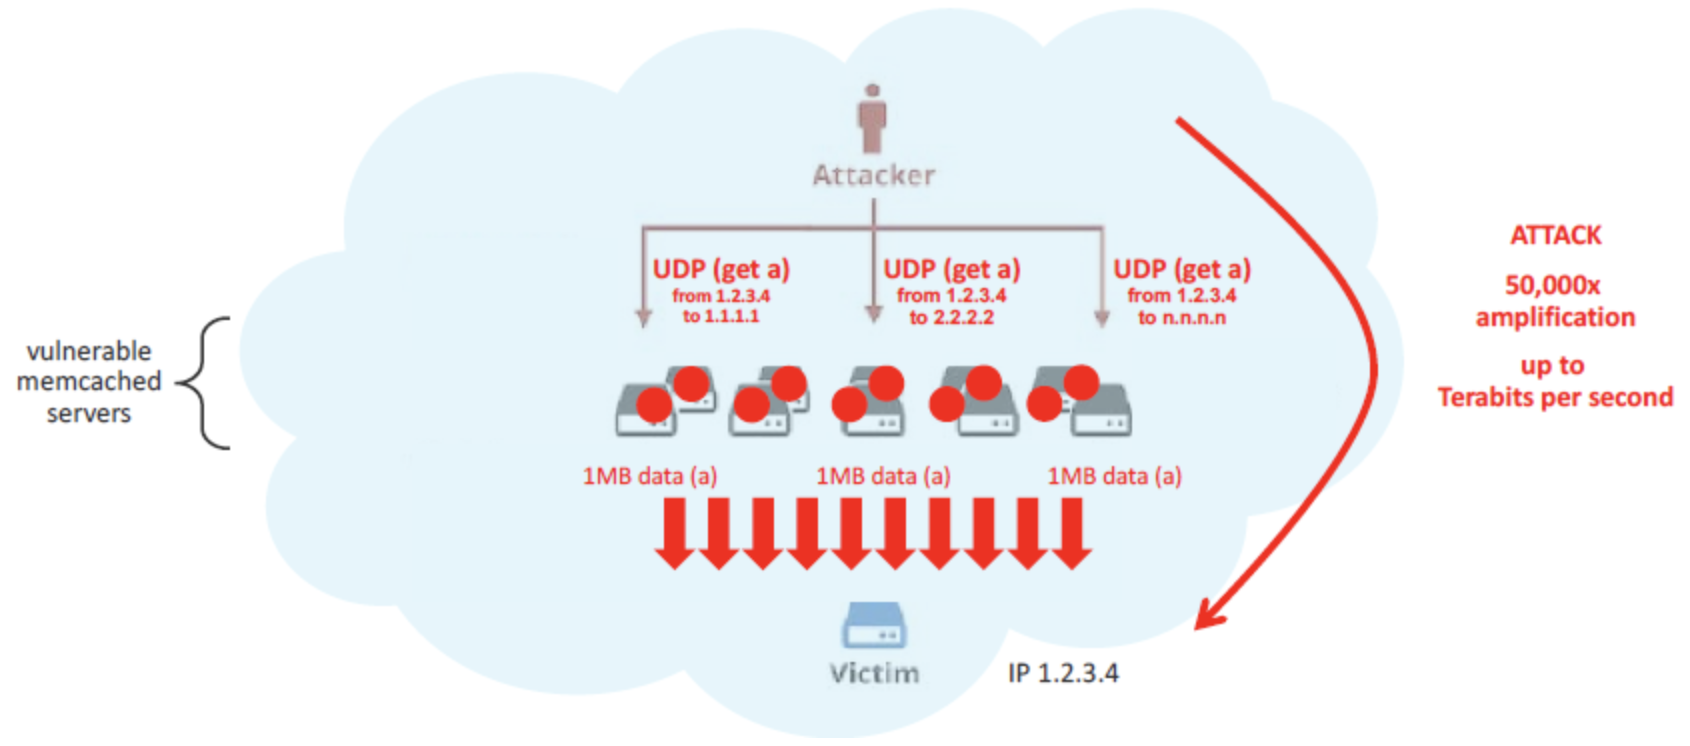 Attacker
UDP (get a)
from 1.2.3.4
to 1.1.1.1
UDP (get a)
from 1.2.3.4
to 2.2.2.2
UDP (get a)
from 1.2.3.4
to n.n.n.n
ATTACK
50,000x
amplification
up to
Terabits per second
vulnerable
memcached
servers
1MB data (a)
1MB data (a)
1MB data (a)
Victim
IP 1.2.3.4